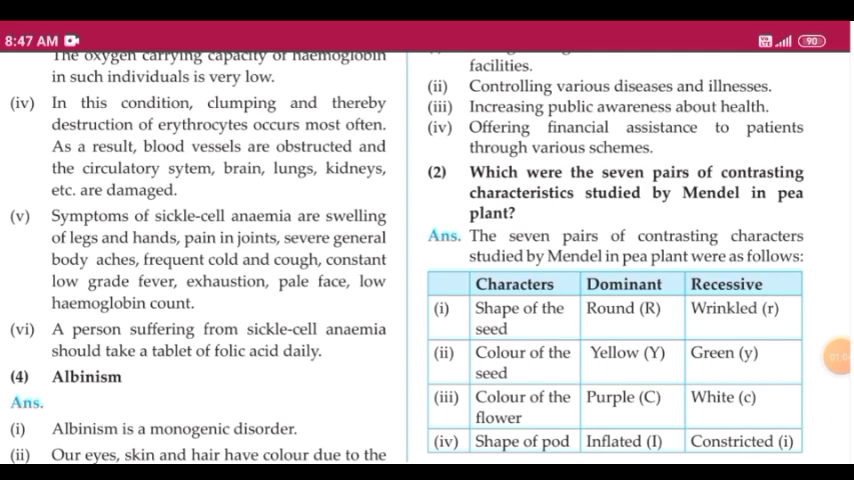 8:47 AM
90
The oxygen carrying capacity of haemoglobin
in such individuals is very low.
(iv) In this condition, clumping and thereby
destruction of erythrocytes occurs most often.
As a result, blood vessels are obstructed and
the circulatory sytem, brain, lungs, kidneys,
etc. are damaged.
(v) Symptoms of sickle-cell anaemia are swelling
of legs and hands, pain in joints, severe general
body aches, frequent cold and cough, constant
low grade fever, exhaustion, pale face, low
haemoglobin count.
(vi) A person suffering from sickle-cell anaemia
should take a tablet of folic acid daily.
(4) Albinism
Ans.
(i) Albinism is a monogenic disorder.
(ii) Our eyes, skin and hair have colour due to the
facilities.
(ii) Controlling various diseases and illnesses.
(iii) Increasing public awareness about health.
(iv) Offering financial assistance to patients
through various schemes.
(2) Which were the seven pairs of contrasting
characteristics studied by Mendel in pea
plant?
Ans. The seven pairs of contrasting characters
studied by Mendel in pea plant were as follows:
Characters Dominant Recessive
(i) Shape of the Round (R) Wrinkled (r)
seed
(ii) Colour of the Yellow (Y) Green (y)
seed
(iii) Colour of the Purple (C) White (c)
flower
(iv) Shape of pod Inflated (I) Constricted (i)